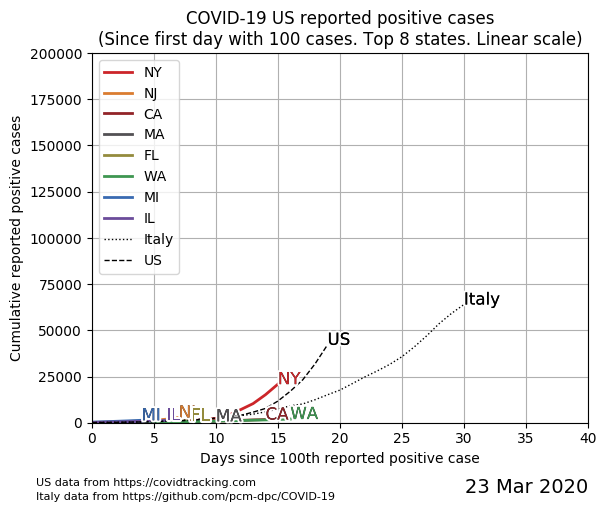 COVID-19 US reported positive cases
(Since first day with 100 cases. Top 8 states. Linear scale)
200000
175000
150000
125000
100000
75000
50000
25000
0
Cumulative reported positive cases
NY
NJ
CA
MA
FL
WA
MI
IL
Italy
US
Italy
US
NY
MI
IL
NJ
FL
MA
CA
WA
0 5 10 15 20 25 30 35 40
Days since 100th reported positive case
US data from https://covidtracking.com
Italy data from https://github.com/pcm-dpc/COVID-19
23 Mar 2020